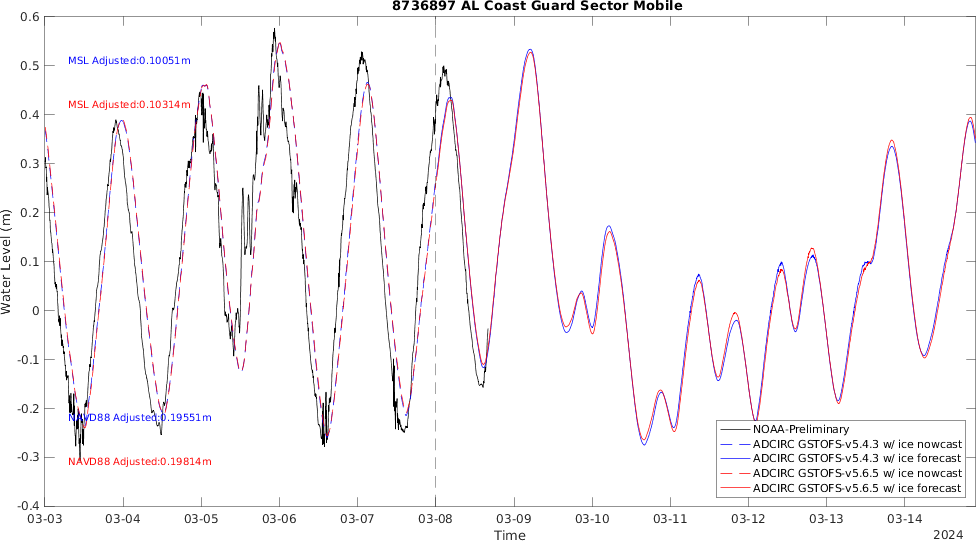 8736897 AL Coast Guard Sector Mobile
0.6
0.5
0.4
0.3
0.2
0.1
0
-0.1
-0.2
-0.3
-0.4
Water Level (m)
MSL Adjusted:0.10051m
MSL Adjusted:0.10314m
NAVD88 Adjusted:0.19551m
NAVD88 Adjusted:0.19814m
NOAA-Preliminary
ADCIRC GSTOFS-v5.4.3 w/ ice nowcast
ADCIRC GSTOFS-v5.4.3 w/ ice forecast
ADCIRC GSTOFS-v5.6.5 w/ ice nowcast
ADCIRC GSTOFS-v5.6.5 w/ ice forecast
03-03 03-04 03-05 03-06 03-07 03-08 03-09 03-10 03-11 03-12 03-13 03-14
Time
2024